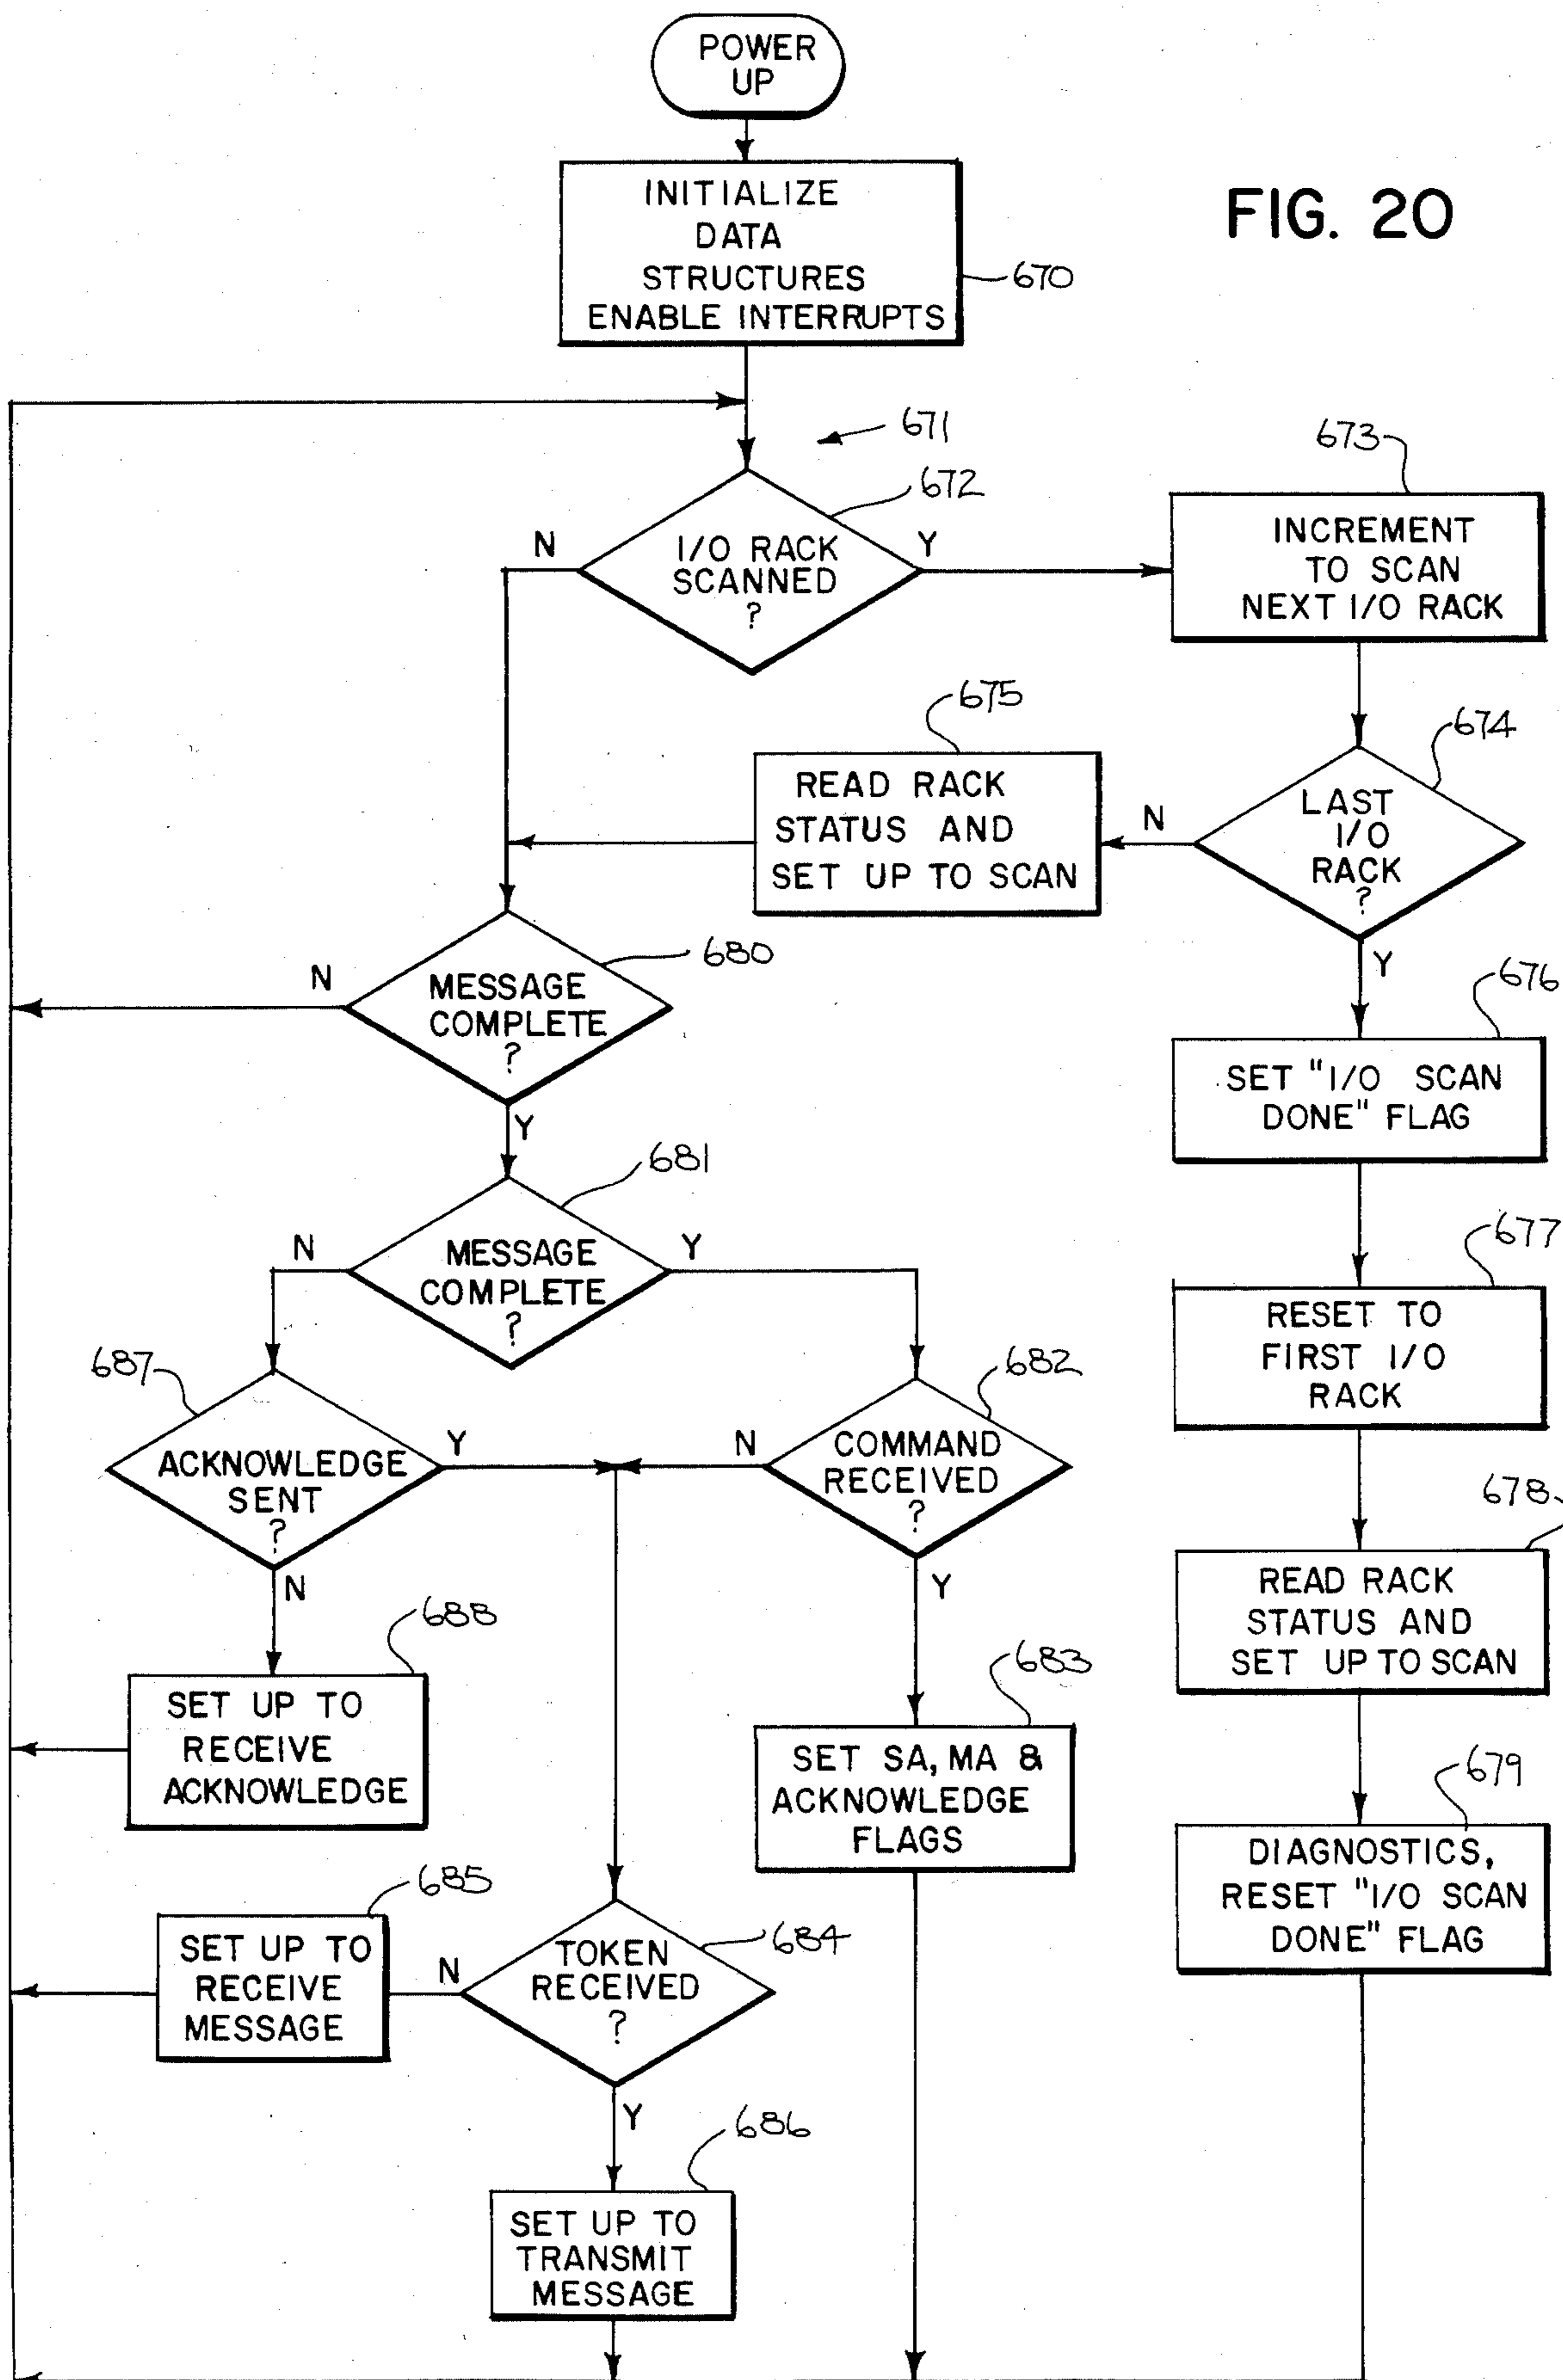 POWER
UP
INITIALIZE
DATA
STRUCTURES
ENABLE INTERRUPTS
670
FIG. 20
671
672
I/O RACK
SCANNED
?
N
Y
673
INCREMENT
TO SCAN
NEXT I/O RACK
675
READ RACK
STATUS AND
SET UP TO SCAN
N
674
LAST
I/O
RACK
?
Y
680
N
MESSAGE
COMPLETE
?
Y
676
SET "I/O SCAN
DONE" FLAG
681
N
MESSAGE
COMPLETE
?
Y
677
RESET TO
FIRST I/O
RACK
687
ACKNOWLEDGE
SENT
?
Y
N
682
N
COMMAND
RECEIVED
?
Y
678
READ RACK
STATUS AND
SET UP TO SCAN
688
SET UP TO
RECEIVE
ACKNOWLEDGE
683
SET SA, MA &
ACKNOWLEDGE
FLAGS
679
DIAGNOSTICS,
RESET "I/O SCAN
DONE" FLAG
685
SET UP TO
RECEIVE
MESSAGE
N
684
TOKEN
RECEIVED
?
Y
686
SET UP TO
TRANSMIT
MESSAGE